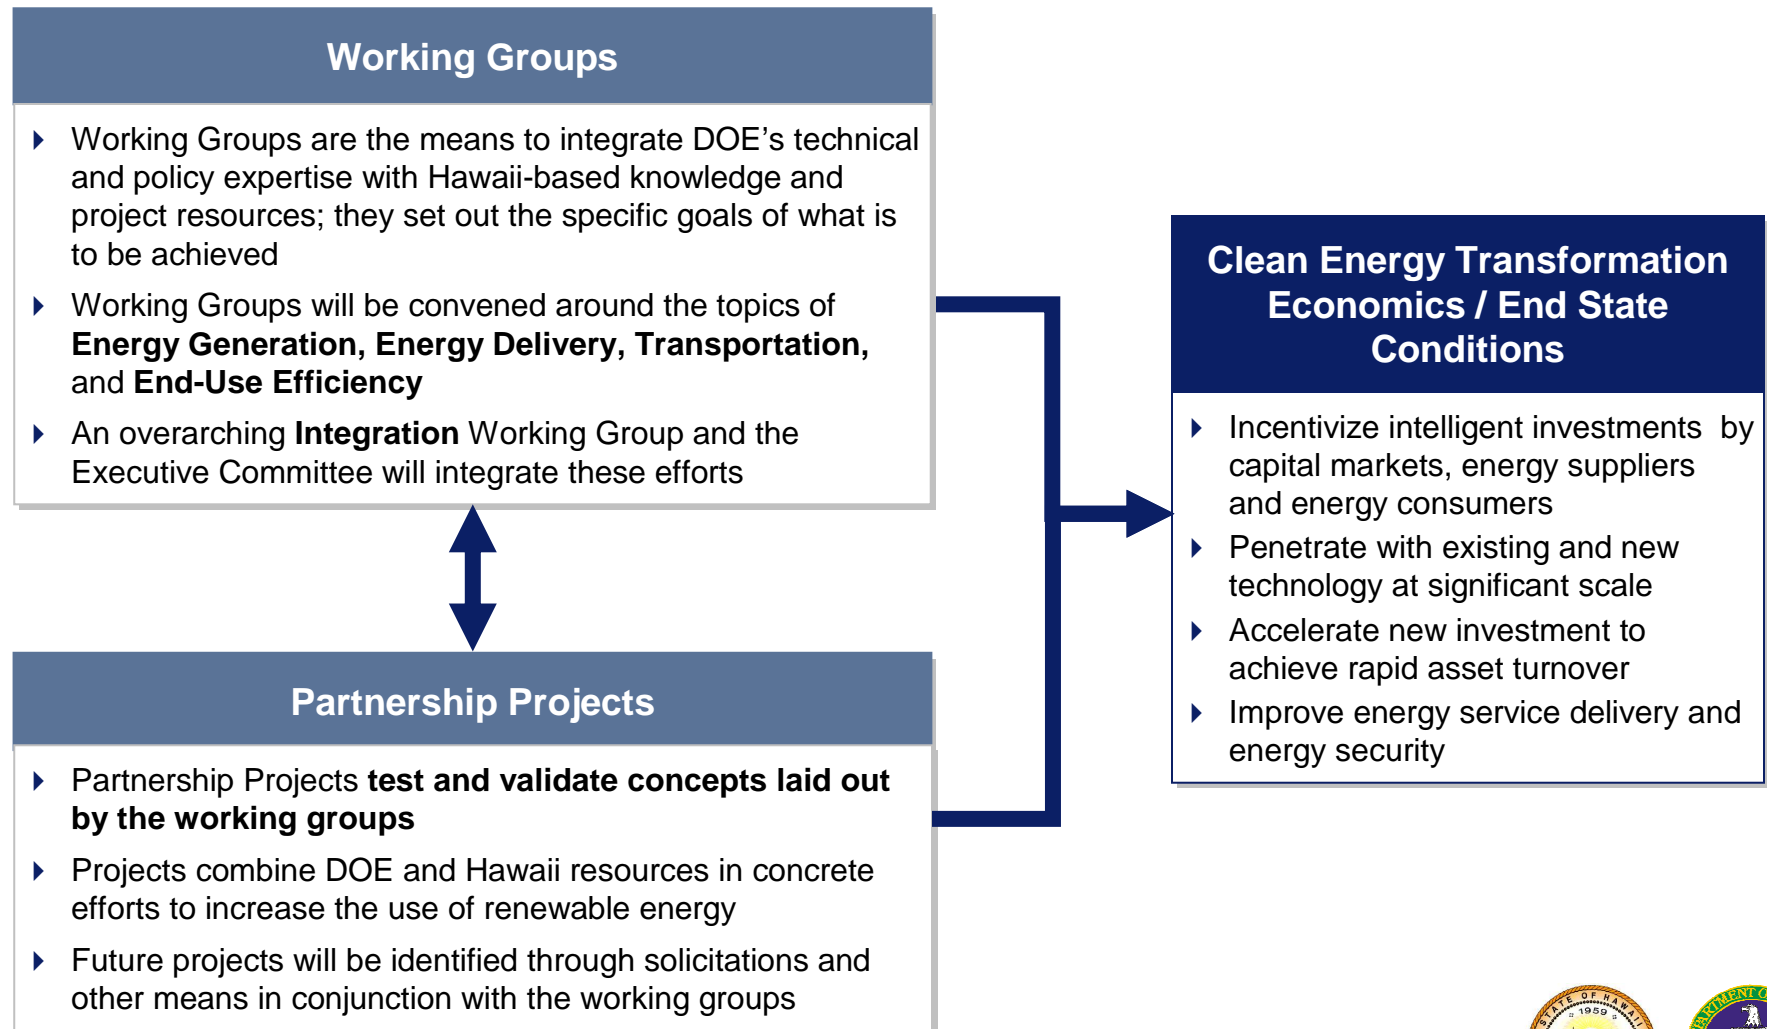 Working Groups
Working Groups are the means to integrate DOE’s technical
and policy expertise with Hawaii-based knowledge and
project resources; they set out the specific goals of what is
to be achieved
Working Groups will be convened around the topics of
Energy Generation, Energy Delivery, Transportation,
and End-Use Efficiency
An overarching Integration Working Group and the
Executive Committee will integrate these efforts
Partnership Projects
Partnership Projects test and validate concepts laid out
by the working groups
Projects combine DOE and Hawaii resources in concrete
efforts to increase the use of renewable energy
Future projects will be identified through solicitations and
other means in conjunction with the working groups
Clean Energy Transformation
Economics / End State
Conditions
Incentivize intelligent investments by
capital markets, energy suppliers
and energy consumers
Penetrate with existing and new
technology at significant scale
Accelerate new investment to
achieve rapid asset turnover
Improve energy service delivery and
energy security
STATE OF HAWAII
1959